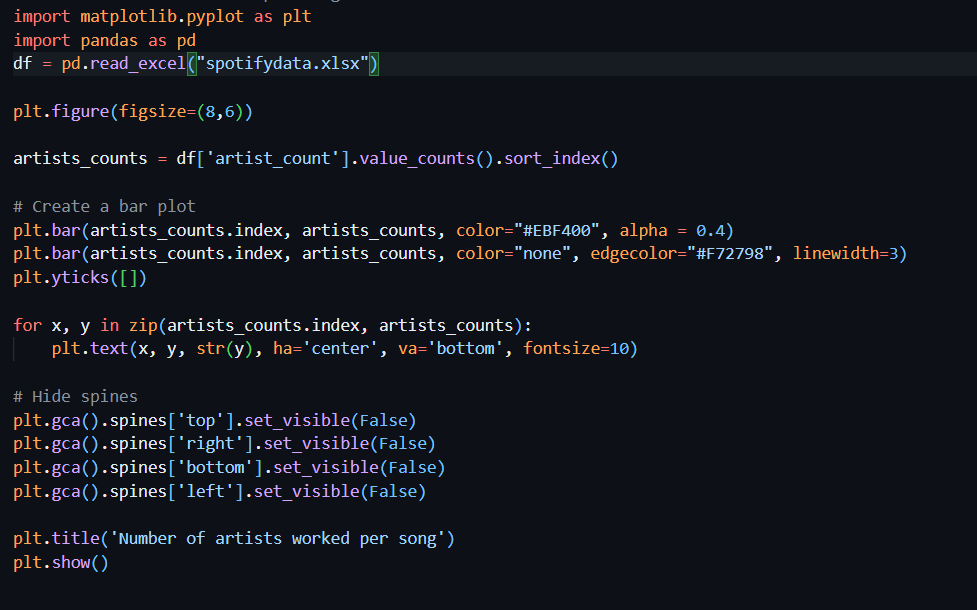 import matplotlib.pyplot as plt
import pandas as pd
df = pd.read_excel("spotifydata.xlsx")
plt.figure(figsize=(8,6))
artists_counts = df['artist_count'].value_counts().sort_index()
# Create a bar plot
plt.bar(artists_counts.index, artists_counts, color="#EBF400", alpha = 0.4)
plt.bar(artists_counts.index, artists_counts, color="none", edgecolor="#F72798", linewidth=3)
plt.yticks([])
for x, y in zip(artists_counts.index, artists_counts):
    plt.text(x, y, str(y), ha='center', va='bottom', fontsize=10)
# Hide spines
plt.gca().spines['top'].set_visible(False)
plt.gca().spines['right'].set_visible(False)
plt.gca().spines['bottom'].set_visible(False)
plt.gca().spines['left'].set_visible(False)
plt.title('Number of artists worked per song')
plt.show()